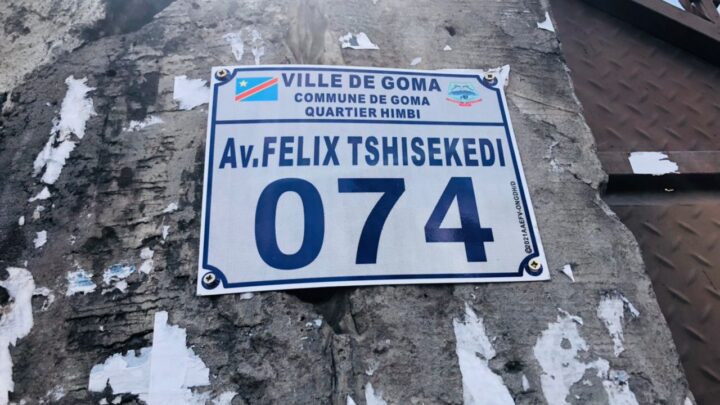 VILLE DE GOMA
COMMUNE DE GOMA
QUARTIER HIMBI
Av.FELIX TSHISEKEDI
074